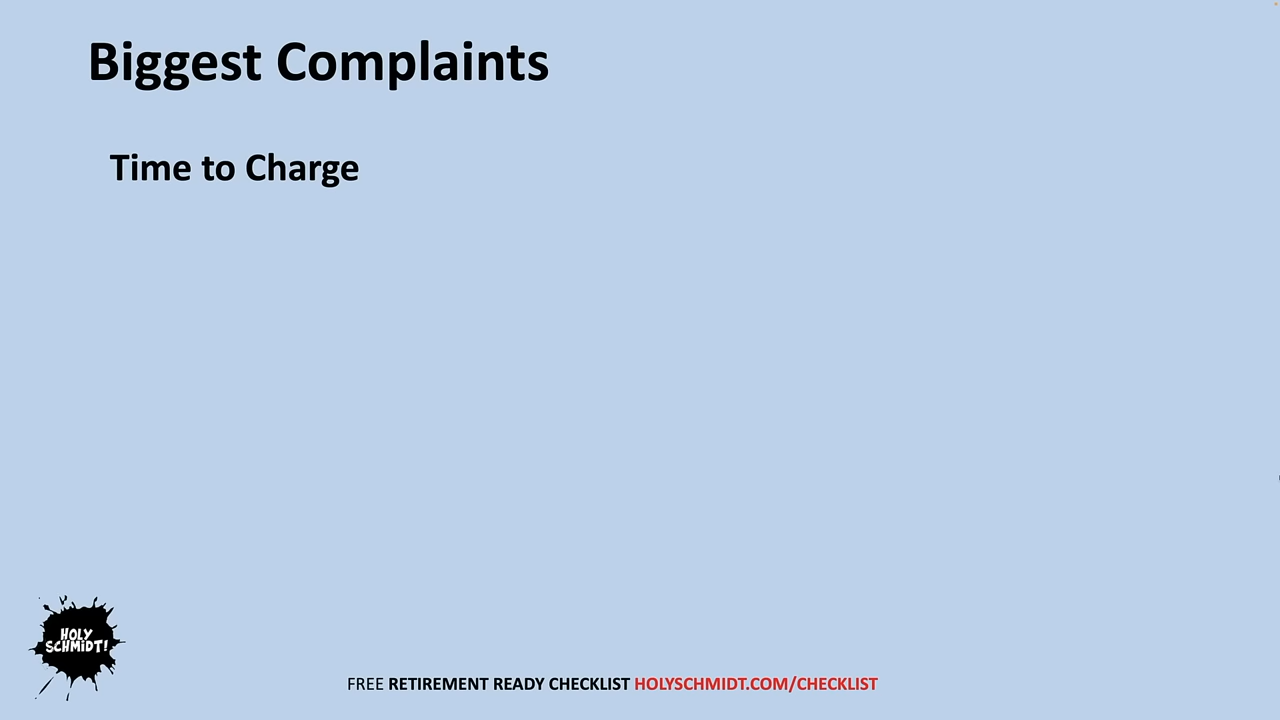 Biggest Complaints
Time to Charge
HOLY
SCHMIDT!
FREE RETIREMENT READY CHECKLIST HOLYSCHMIDT.COM/CHECKLIST